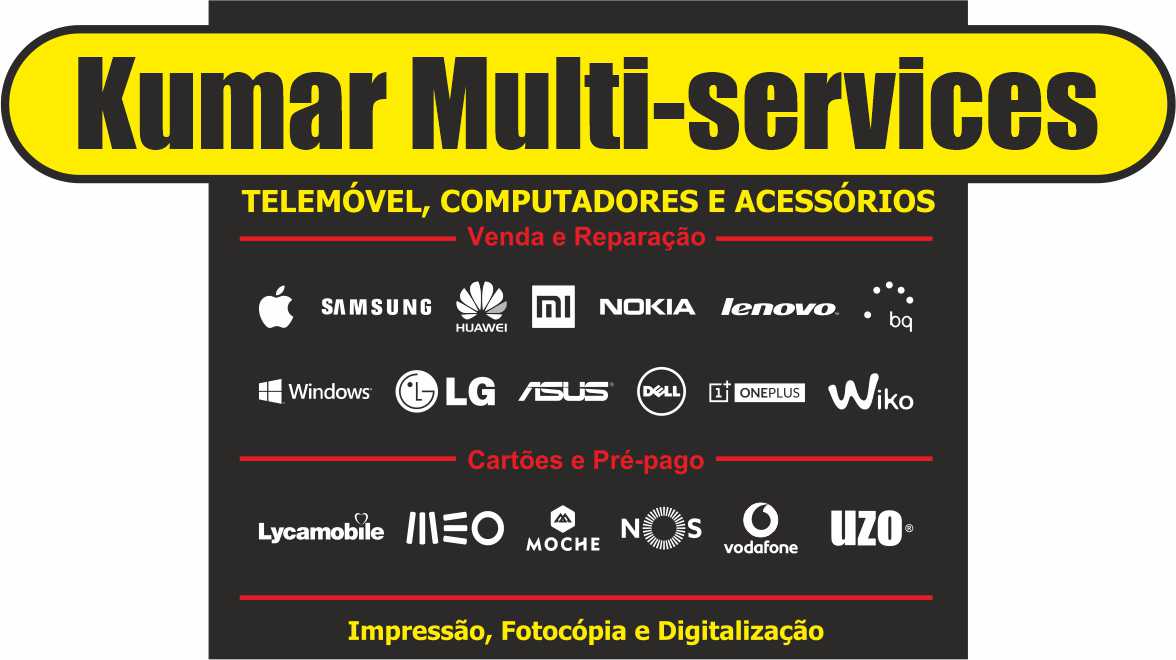 Kumar Multi-services
TELEMÓVEL, COMPUTADORES E ACESSÓRIOS
Venda e Reparação
SAMSUNG HUAWEI mi NOKIA lenovo bq
Windows LG LG ASUS DELL 1+ ONEPLUS Wiko
Cartões e Pré-pago
Lycamobile MEO MOCHE NOS vodafone UZO®
Impressão, Fotocópia e Digitalização